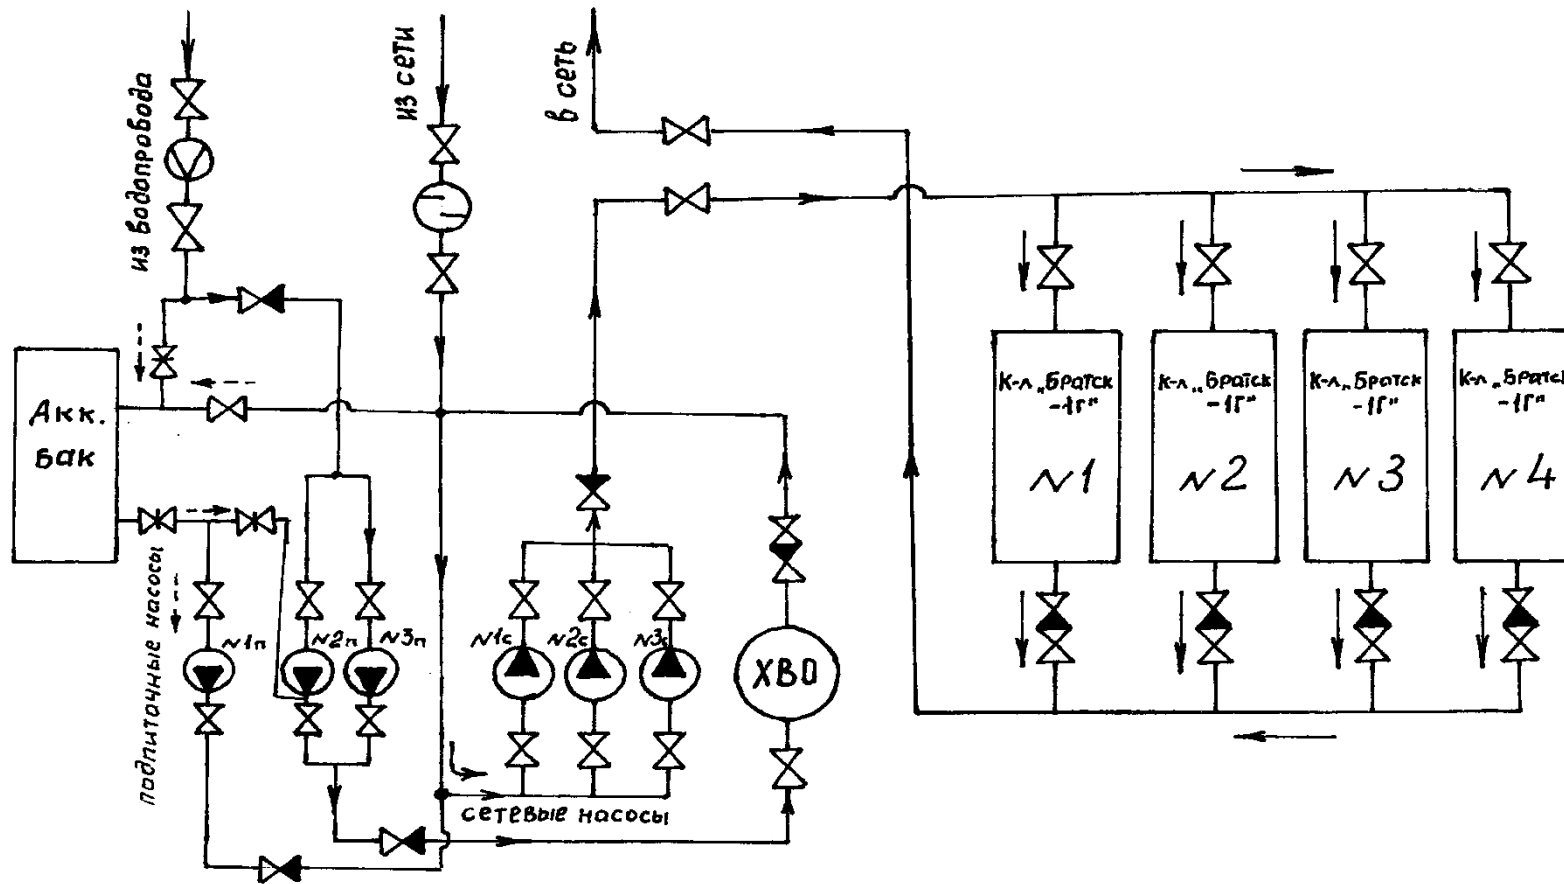 из водопровода
из сети
в сеть
Акк.
бак
подпиточные насосы
N1п
N2п
N3п
N1с
N2с
N3с
сетевые насосы
ХВО
К-л „Братск
-1Г"
N1
К-л „Братск
-1Г"
N2
К-л „Братск
-1Г"
N3
К-л „Братск
-1Г"
N4